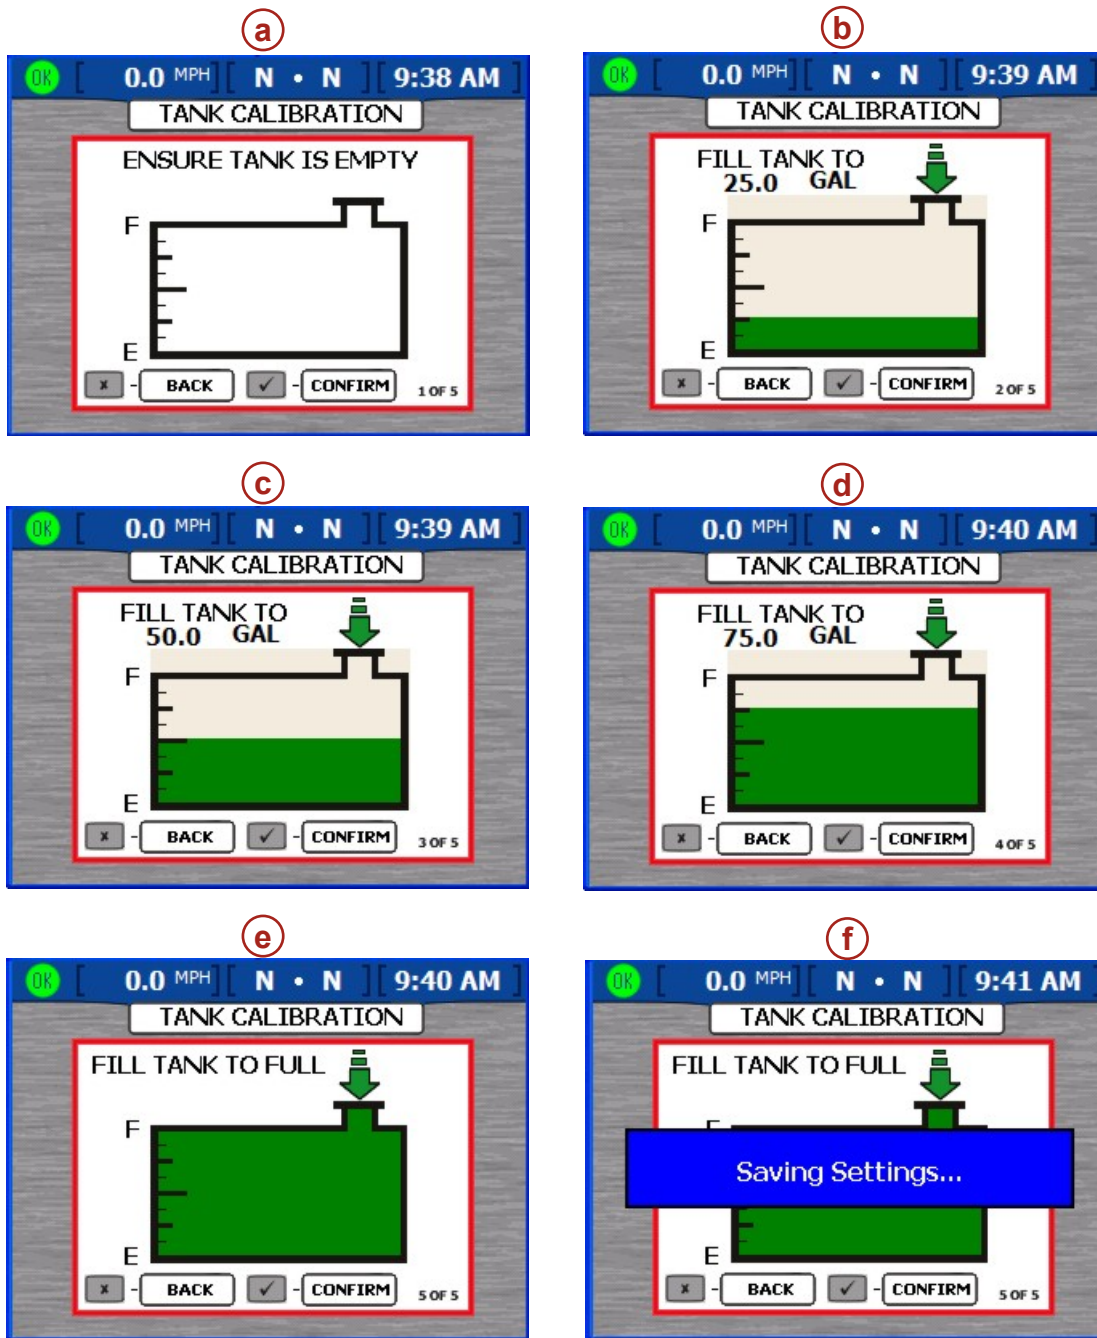 a
OK [ 0.0 MPH ] [ N • N ] [ 9:38 AM ]
TANK CALIBRATION
ENSURE TANK IS EMPTY
F
E
x - BACK ✓ - CONFIRM 1 OF 5
b
OK [ 0.0 MPH ] [ N • N ] [ 9:39 AM ]
TANK CALIBRATION
FILL TANK TO
25.0 GAL
F
E
x - BACK ✓ - CONFIRM 2 OF 5
c
OK [ 0.0 MPH ] [ N • N ] [ 9:39 AM ]
TANK CALIBRATION
FILL TANK TO
50.0 GAL
F
E
x - BACK ✓ - CONFIRM 3 OF 5
d
OK [ 0.0 MPH ] [ N • N ] [ 9:40 AM ]
TANK CALIBRATION
FILL TANK TO
75.0 GAL
F
E
x - BACK ✓ - CONFIRM 4 OF 5
e
OK [ 0.0 MPH ] [ N • N ] [ 9:40 AM ]
TANK CALIBRATION
FILL TANK TO FULL
F
E
x - BACK ✓ - CONFIRM 5 OF 5
f
OK [ 0.0 MPH ] [ N • N ] [ 9:41 AM ]
TANK CALIBRATION
FILL TANK TO FULL
Saving Settings...
E
x - BACK ✓ - CONFIRM 5 OF 5